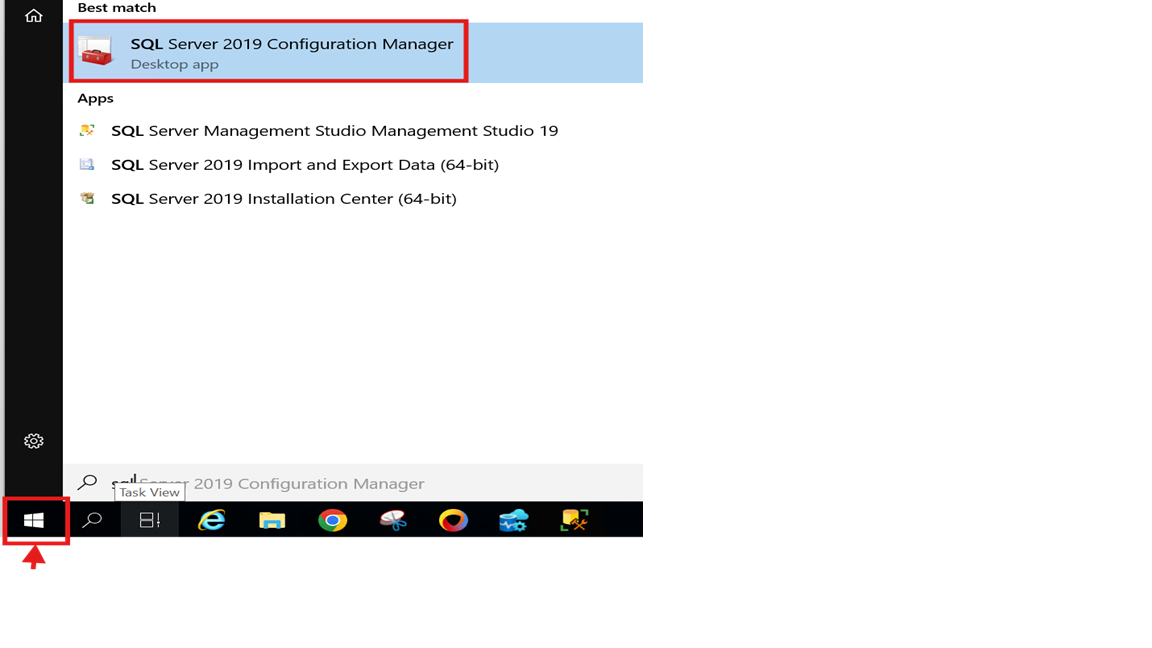 Best match
SQL Server 2019 Configuration Manager
Desktop app
Apps
SQL Server Management Studio Management Studio 19
SQL Server 2019 Import and Export Data (64-bit)
SQL Server 2019 Installation Center (64-bit)
sql Server 2019 Configuration Manager
Task View